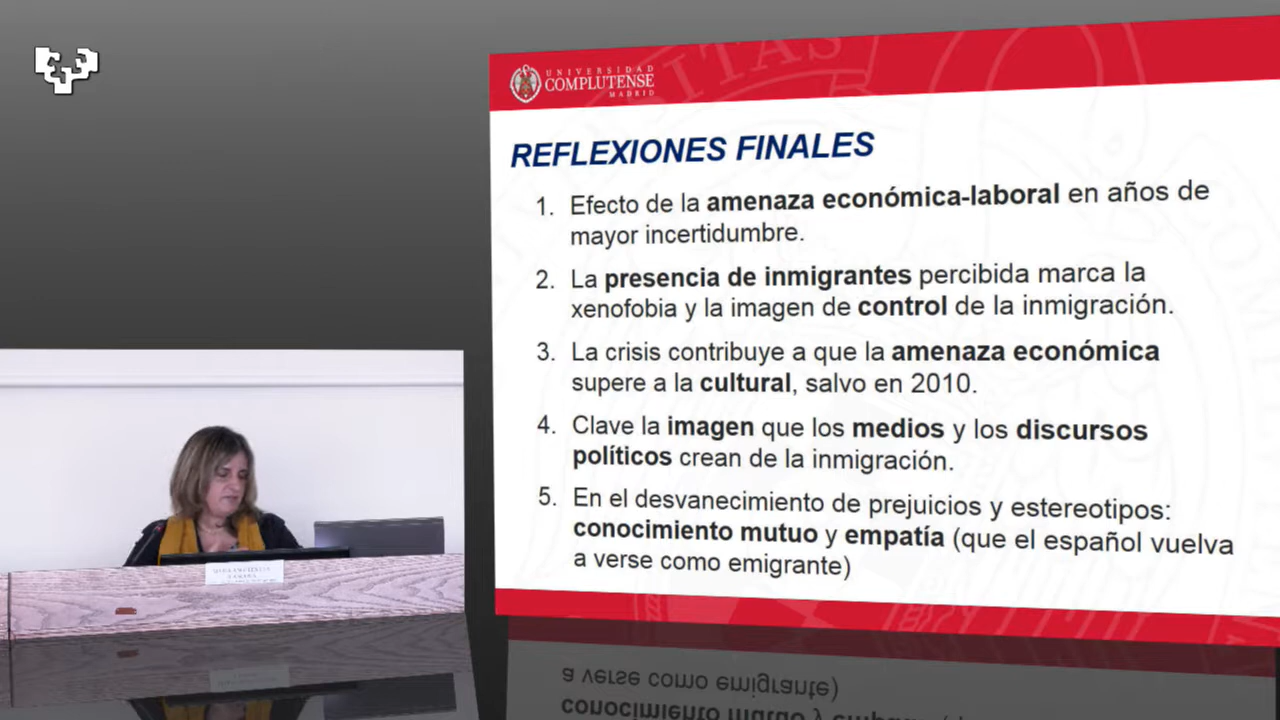 UNIVERSIDAD
COMPLUTENSE
MADRID
REFLEXIONES FINALES
1. Efecto de la amenaza económica-laboral en años de
mayor incertidumbre.
2. La presencia de inmigrantes percibida marca la
xenofobia y la imagen de control de la inmigración.
3. La crisis contribuye a que la amenaza económica
supere a la cultural, salvo en 2010.
4. Clave la imagen que los medios y los discursos
políticos crean de la inmigración.
5. En el desvanecimiento de prejuicios y estereotipos:
conocimiento mutuo y empatía (que el español vuelva
a verse como emigrante)